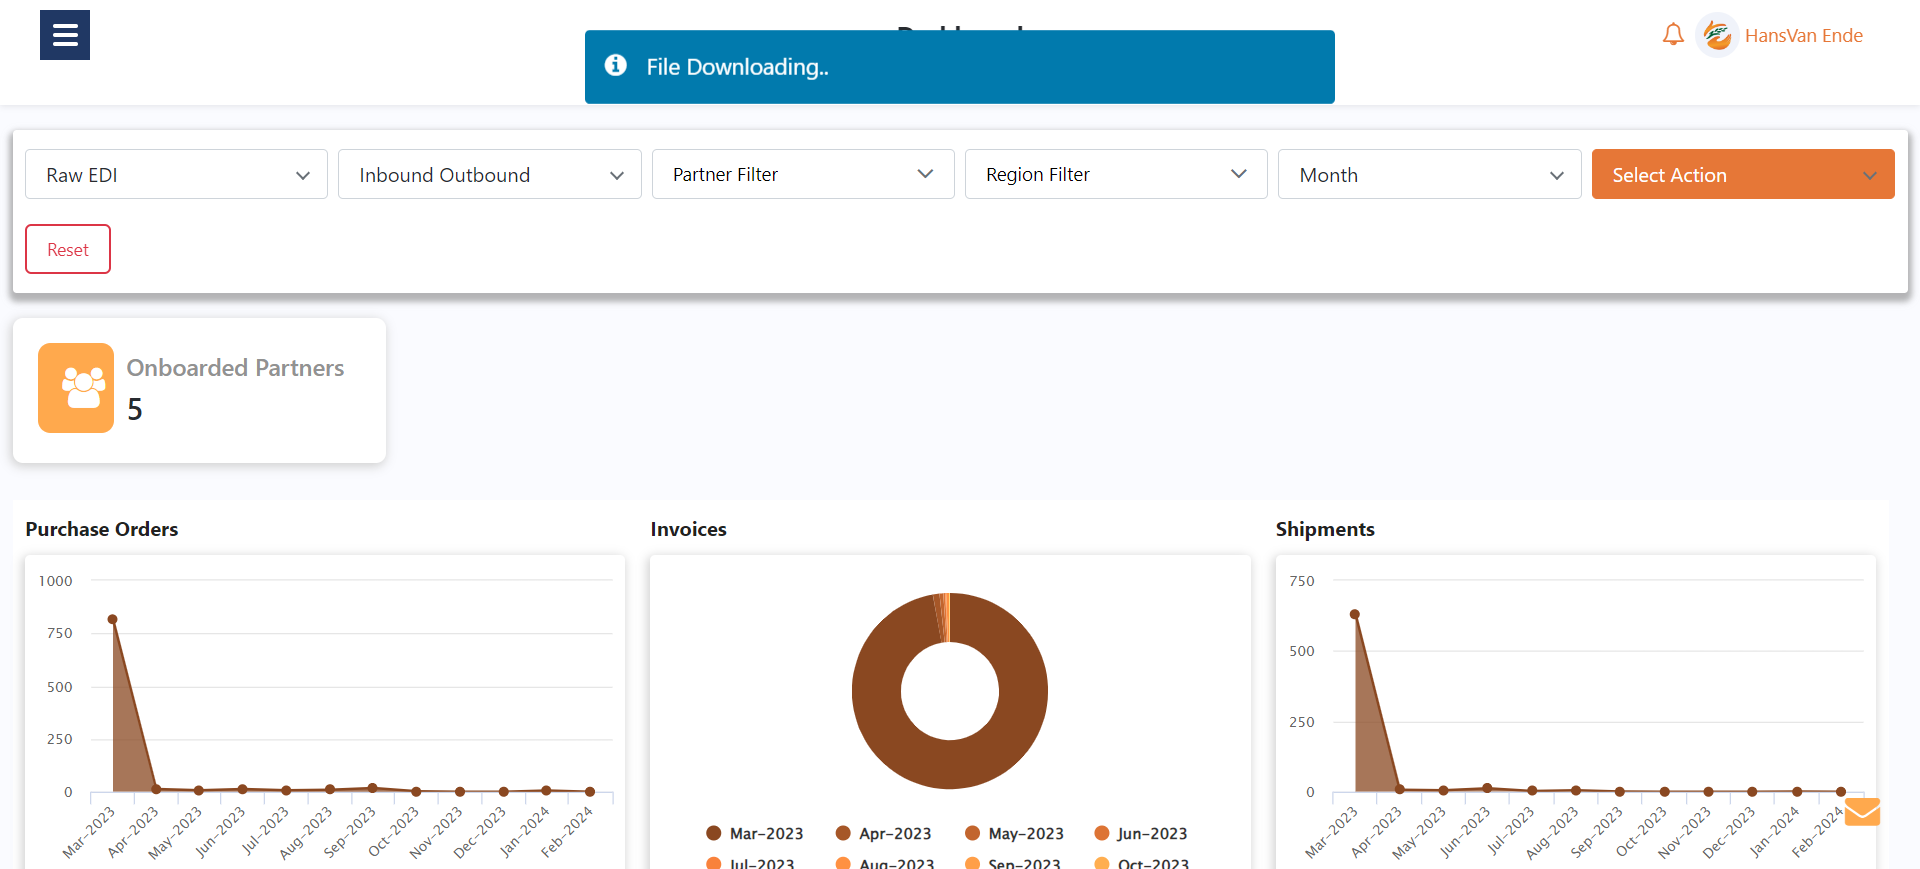 File Downloading..
HansVan Ende
Raw EDI
Inbound Outbound
Partner Filter
Region Filter
Month
Select Action
Reset
Onboarded Partners
5
Purchase Orders
1000
750
500
250
0
Mar-2023
Apr-2023
May-2023
Jun-2023
Jul-2023
Aug-2023
Sep-2023
Oct-2023
Nov-2023
Dec-2023
Jan-2024
Feb-2024
Invoices
Mar-2023 Apr-2023 May-2023 Jun-2023
Jul-2023 Aug-2023 Sep-2023 Oct-2023
Shipments
750
500
250
0
Mar-2023
Apr-2023
May-2023
Jun-2023
Jul-2023
Aug-2023
Sep-2023
Oct-2023
Nov-2023
Dec-2023
Jan-2024
Feb-2024